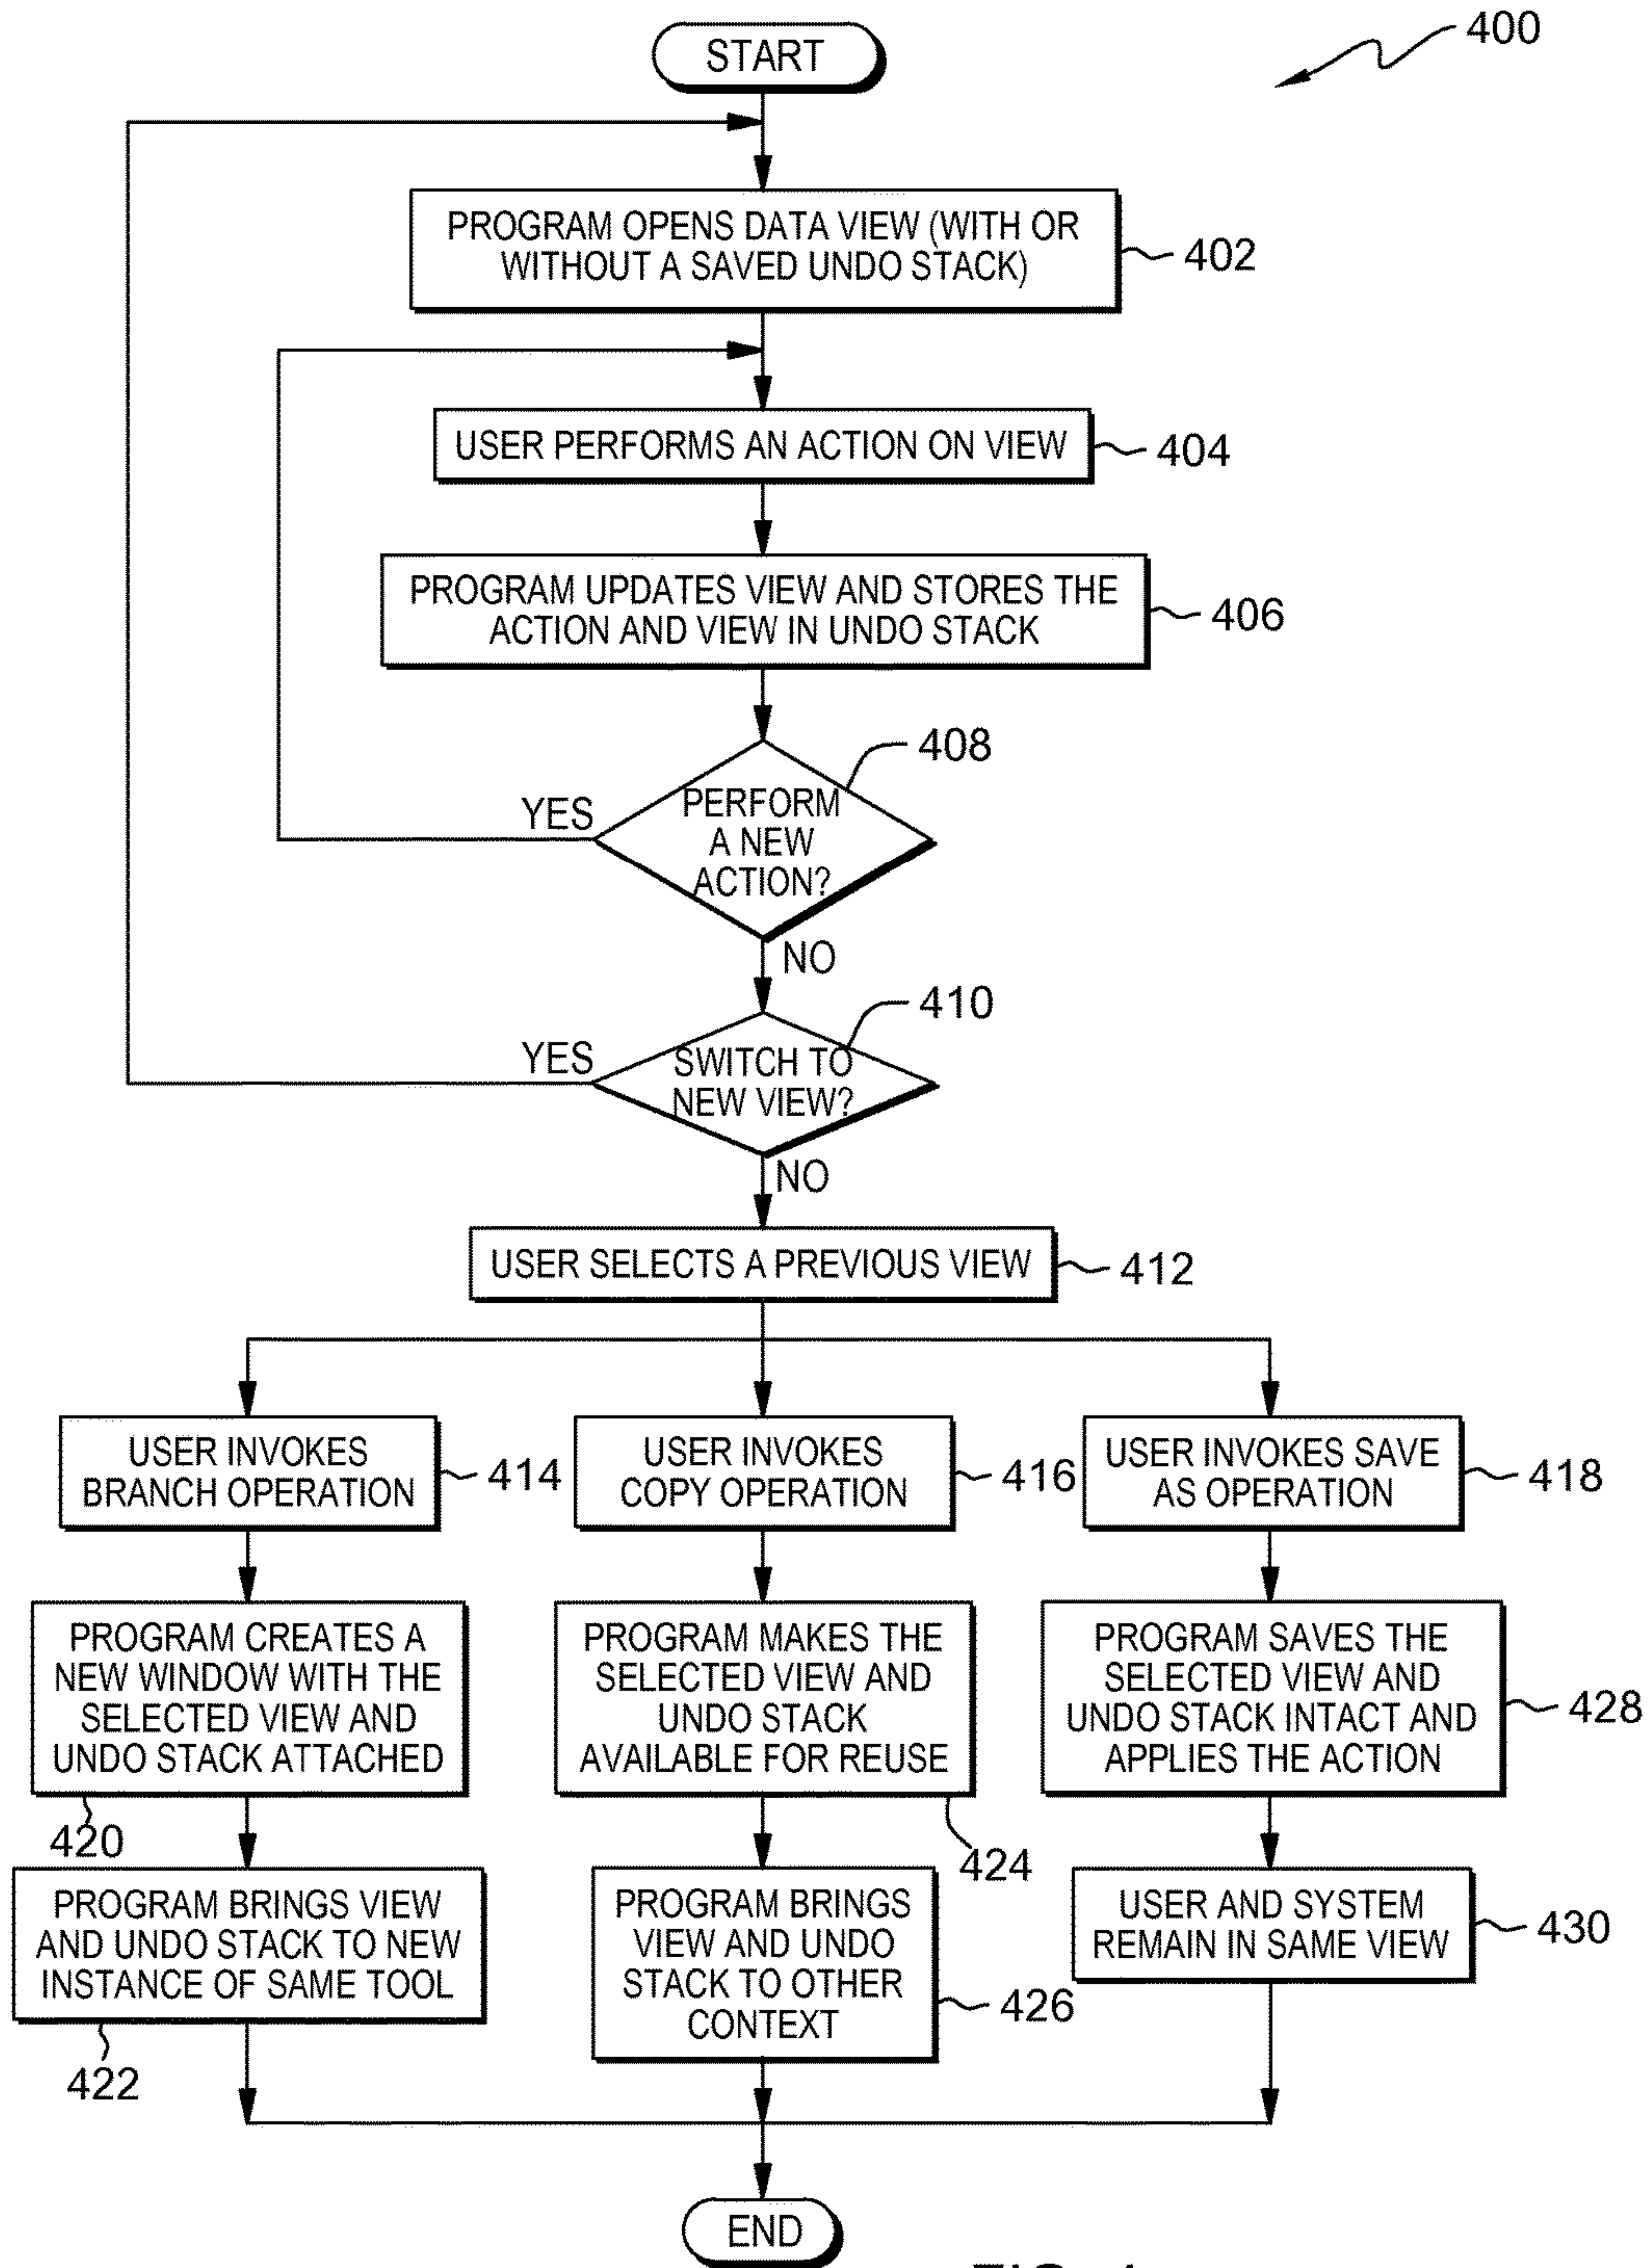 400
START
PROGRAM OPENS DATA VIEW (WITH OR
WITHOUT A SAVED UNDO STACK)
402
USER PERFORMS AN ACTION ON VIEW
404
PROGRAM UPDATES VIEW AND STORES THE
ACTION AND VIEW IN UNDO STACK
406
408
PERFORM
A NEW
ACTION?
YES
NO
410
SWITCH TO
NEW VIEW?
YES
NO
USER SELECTS A PREVIOUS VIEW
412
USER INVOKES
BRANCH OPERATION
414
USER INVOKES
COPY OPERATION
416
USER INVOKES SAVE
AS OPERATION
418
PROGRAM CREATES A
NEW WINDOW WITH THE
SELECTED VIEW AND
UNDO STACK ATTACHED
420
PROGRAM MAKES THE
SELECTED VIEW AND
UNDO STACK
AVAILABLE FOR REUSE
424
PROGRAM SAVES THE
SELECTED VIEW AND
UNDO STACK INTACT AND
APPLIES THE ACTION
428
PROGRAM BRINGS VIEW
AND UNDO STACK TO NEW
INSTANCE OF SAME TOOL
422
PROGRAM BRINGS
VIEW AND UNDO
STACK TO OTHER
CONTEXT
426
USER AND SYSTEM
REMAIN IN SAME VIEW
430
END